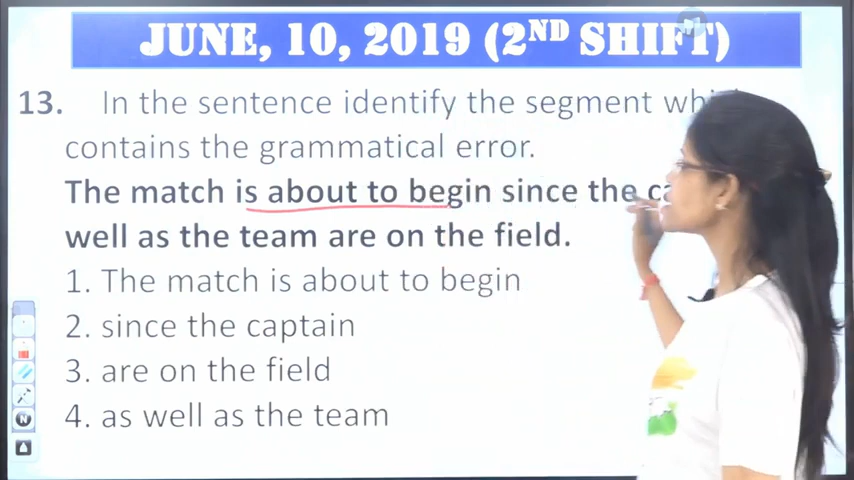 JUNE, 10, 2019 (2ND SHIFT)
13. In the sentence identify the segment
contains the grammatical error.
The match is about to begin since the
well as the team are on the field.
1. The match is about to begin
2. since the captain
3. are on the field
4. as well as the team
N